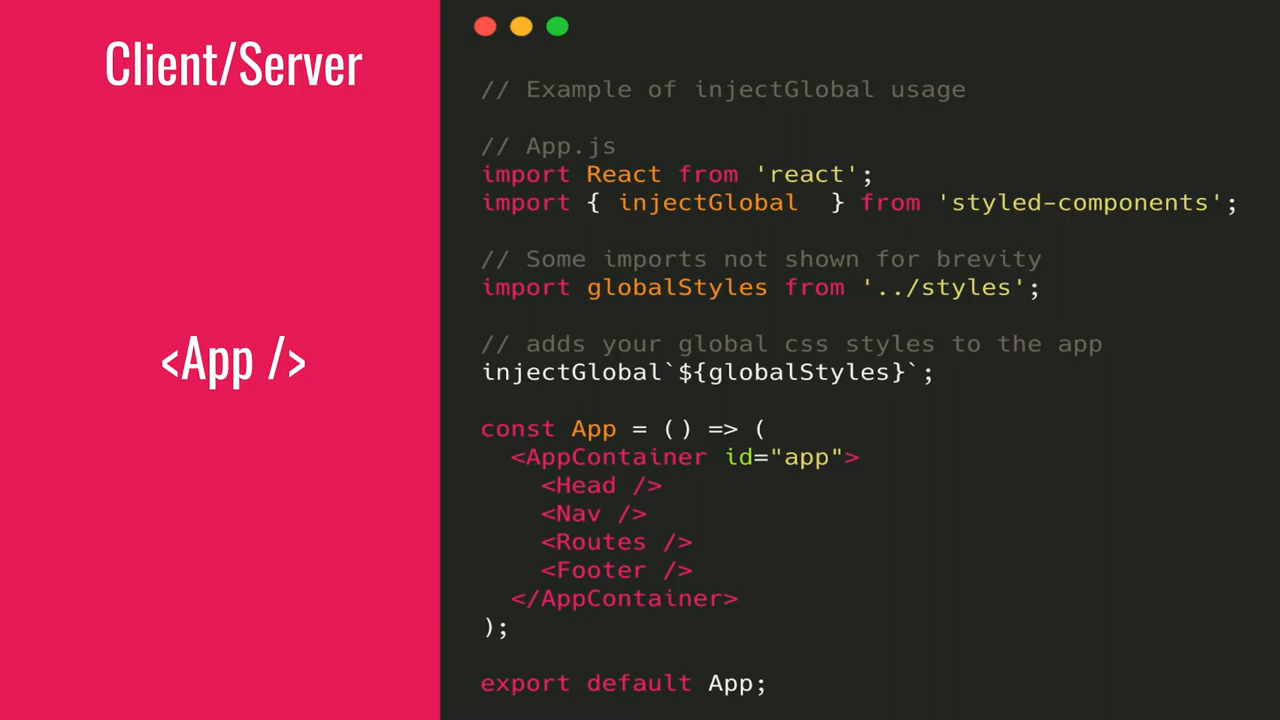 Client/Server
<App />
// Example of injectGlobal usage
// App.js
import React from 'react';
import { injectGlobal  } from 'styled-components';
// Some imports not shown for brevity
import globalStyles from '../styles';
// adds your global css styles to the app
injectGlobal`${globalStyles}`;
const App = () => (
  <AppContainer id="app">
    <Head />
    <Nav />
    <Routes />
    <Footer />
  </AppContainer>
);
export default App;